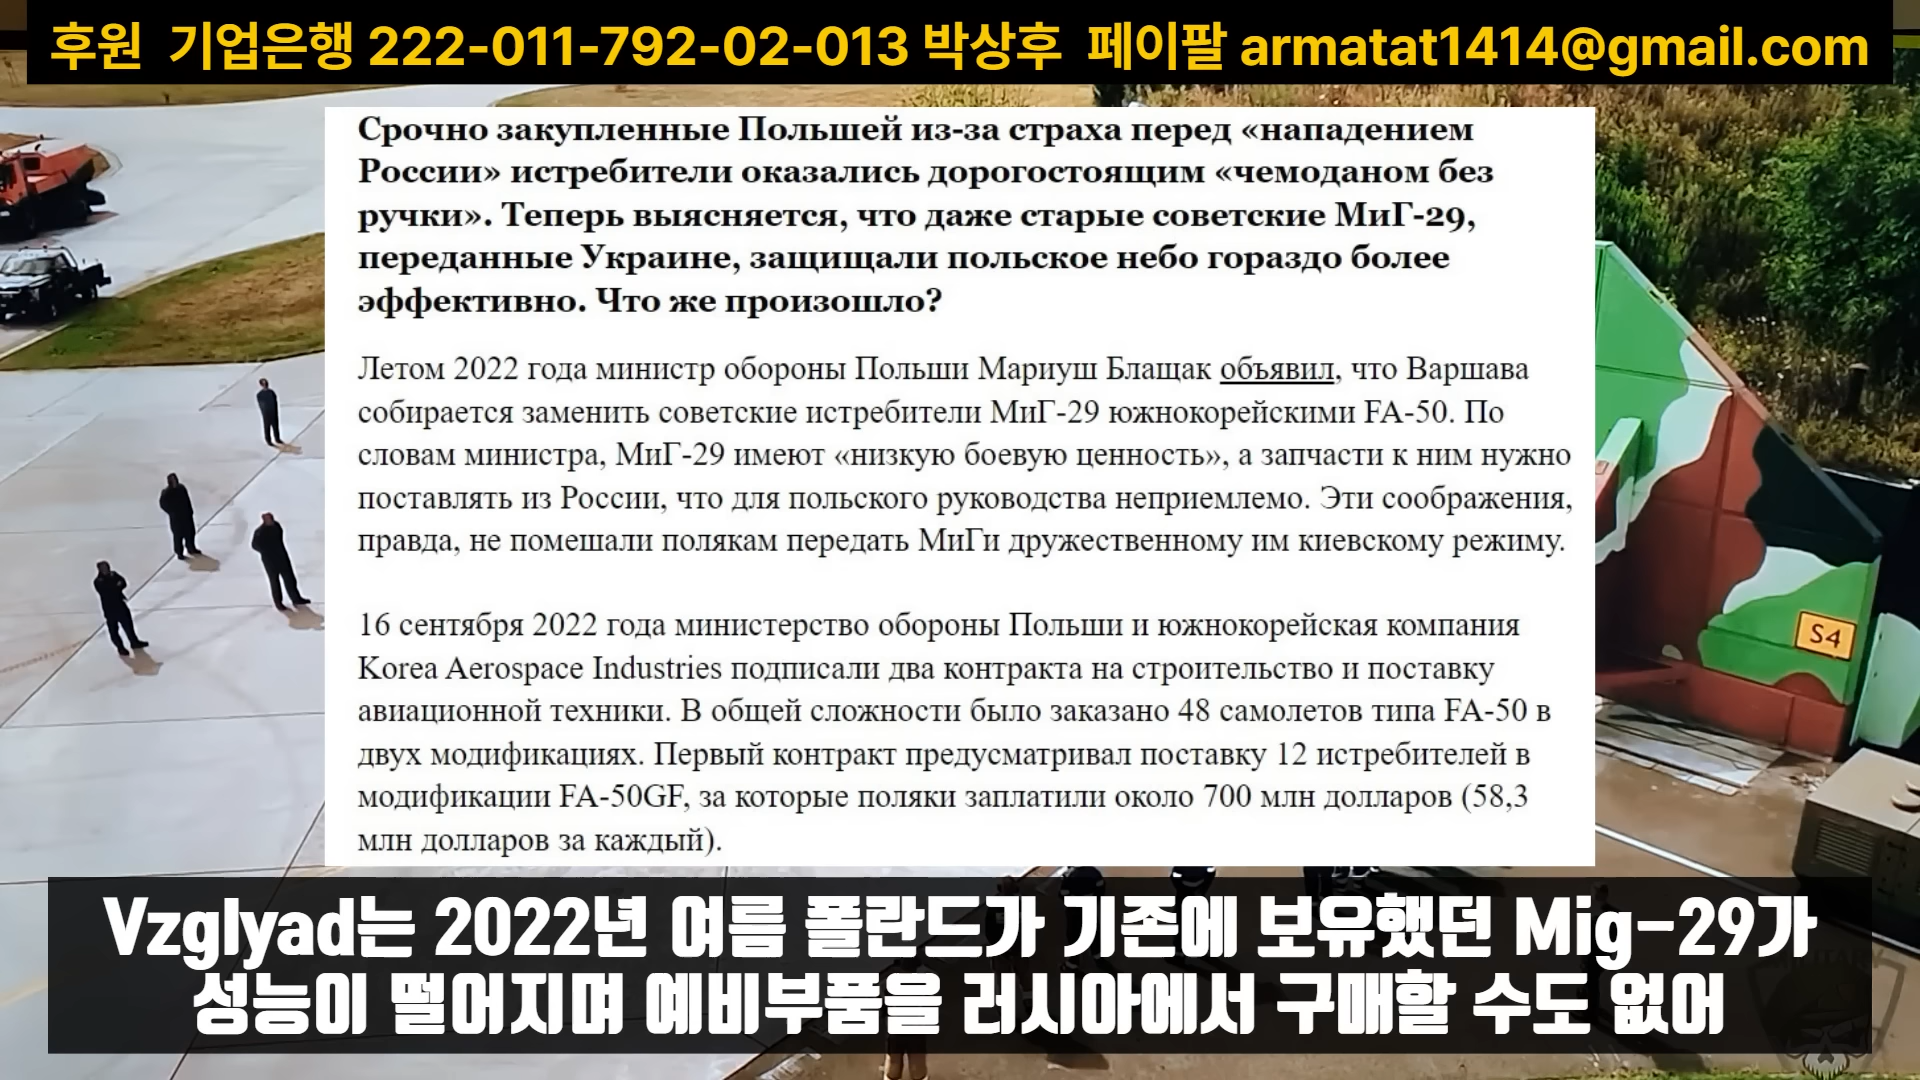 후원 기업은행 222-011-792-02-013 박상후 페이팔 armatat1414@gmail.com
Срочно закупленные Польшей из-за страха перед «нападением
России» истребители оказались дорогостоящим «чемоданом без
ручки». Теперь выясняется, что даже старые советские МиГ-29,
переданные Украине, защищали польское небо гораздо более
эффективно. Что же произошло?
Летом 2022 года министр обороны Польши Мариуш Блащак объявил, что Варшава
собирается заменить советские истребители МиГ-29 южнокорейскими FA-50. По
словам министра, МиГ-29 имеют «низкую боевую ценность», а запчасти к ним нужно
поставлять из России, что для польского руководства неприемлемо. Эти соображения,
правда, не помешали полякам передать МиГи дружественному им киевскому режиму.
16 сентября 2022 года министерство обороны Польши и южнокорейская компания
Korea Aerospace Industries подписали два контракта на строительство и поставку
авиационной техники. В общей сложности было заказано 48 самолетов типа FA-50 в
двух модификациях. Первый контракт предусматривал поставку 12 истребителей в
модификации FA-50GF, за которые поляки заплатили около 700 млн долларов (58,3
млн долларов за каждый).
S4
Vzglyad는 2022년 여름 폴란드가 기존에 보유했던 Mig-29가
성능이 떨어지며 예비부품을 러시아에서 구매할 수도 없어